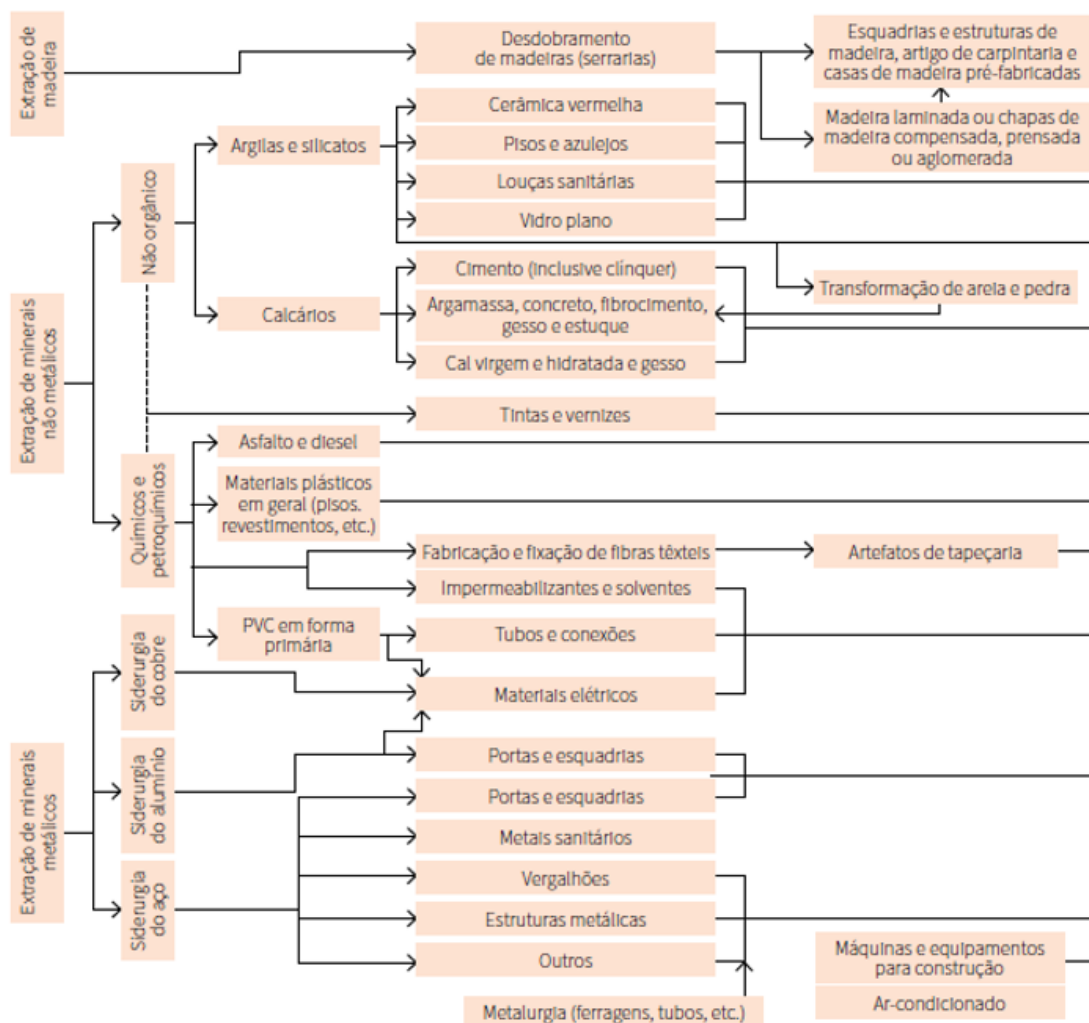 Extração de
madeira
Desdobramento
de madeiras (serrarias)
Esquadrias e estruturas de
madeira, artigo de carpintaria e
casas de madeira pré-fabricadas
Madeira laminada ou chapas de
madeira compensada, prensada
ou aglomerada
Extração de minerais
não metálicos
Não orgânico
Argilas e silicatos
Cerâmica vermelha
Pisos e azulejos
Louças sanitárias
Vidro plano
Calcários
Cimento (inclusive clínquer)
Argamassa, concreto, fibrocimento,
gesso e estuque
Cal virgem e hidratada e gesso
Transformação de areia e pedra
Tintas e vernizes
Químicos e
petroquímicos
Asfalto e diesel
Materiais plásticos
em geral (pisos.
revestimentos, etc.)
Fabricação e fixação de fibras têxteis
Artefatos de tapeçaria
Impermeabilizantes e solventes
PVC em forma
primária
Tubos e conexões
Materiais elétricos
Extração de minerais
metálicos
Siderurgia
do cobre
Siderurgia
do alumínio
Siderurgia
do aço
Portas e esquadrias
Portas e esquadrias
Metais sanitários
Vergalhões
Estruturas metálicas
Outros
Metalurgia (ferragens, tubos, etc.)
Máquinas e equipamentos
para construção
Ar-condicionado